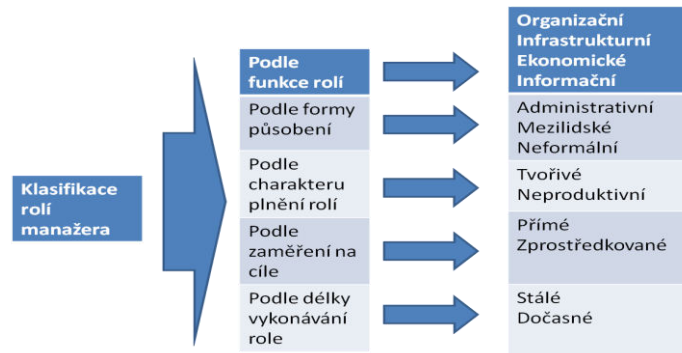 Klasifikace
rolí
manažera
Podle
funkce rolí
Organizační
Infrastrukturní
Ekonomické
Informační
Podle formy
působení
Administrativní
Mezilidské
Neformální
Podle
charakteru
plnění rolí
Tvořivé
Neproduktivní
Podle
zaměření na
cíle
Přímé
Zprostředkované
Podle délky
vykonávání
role
Stálé
Dočasné